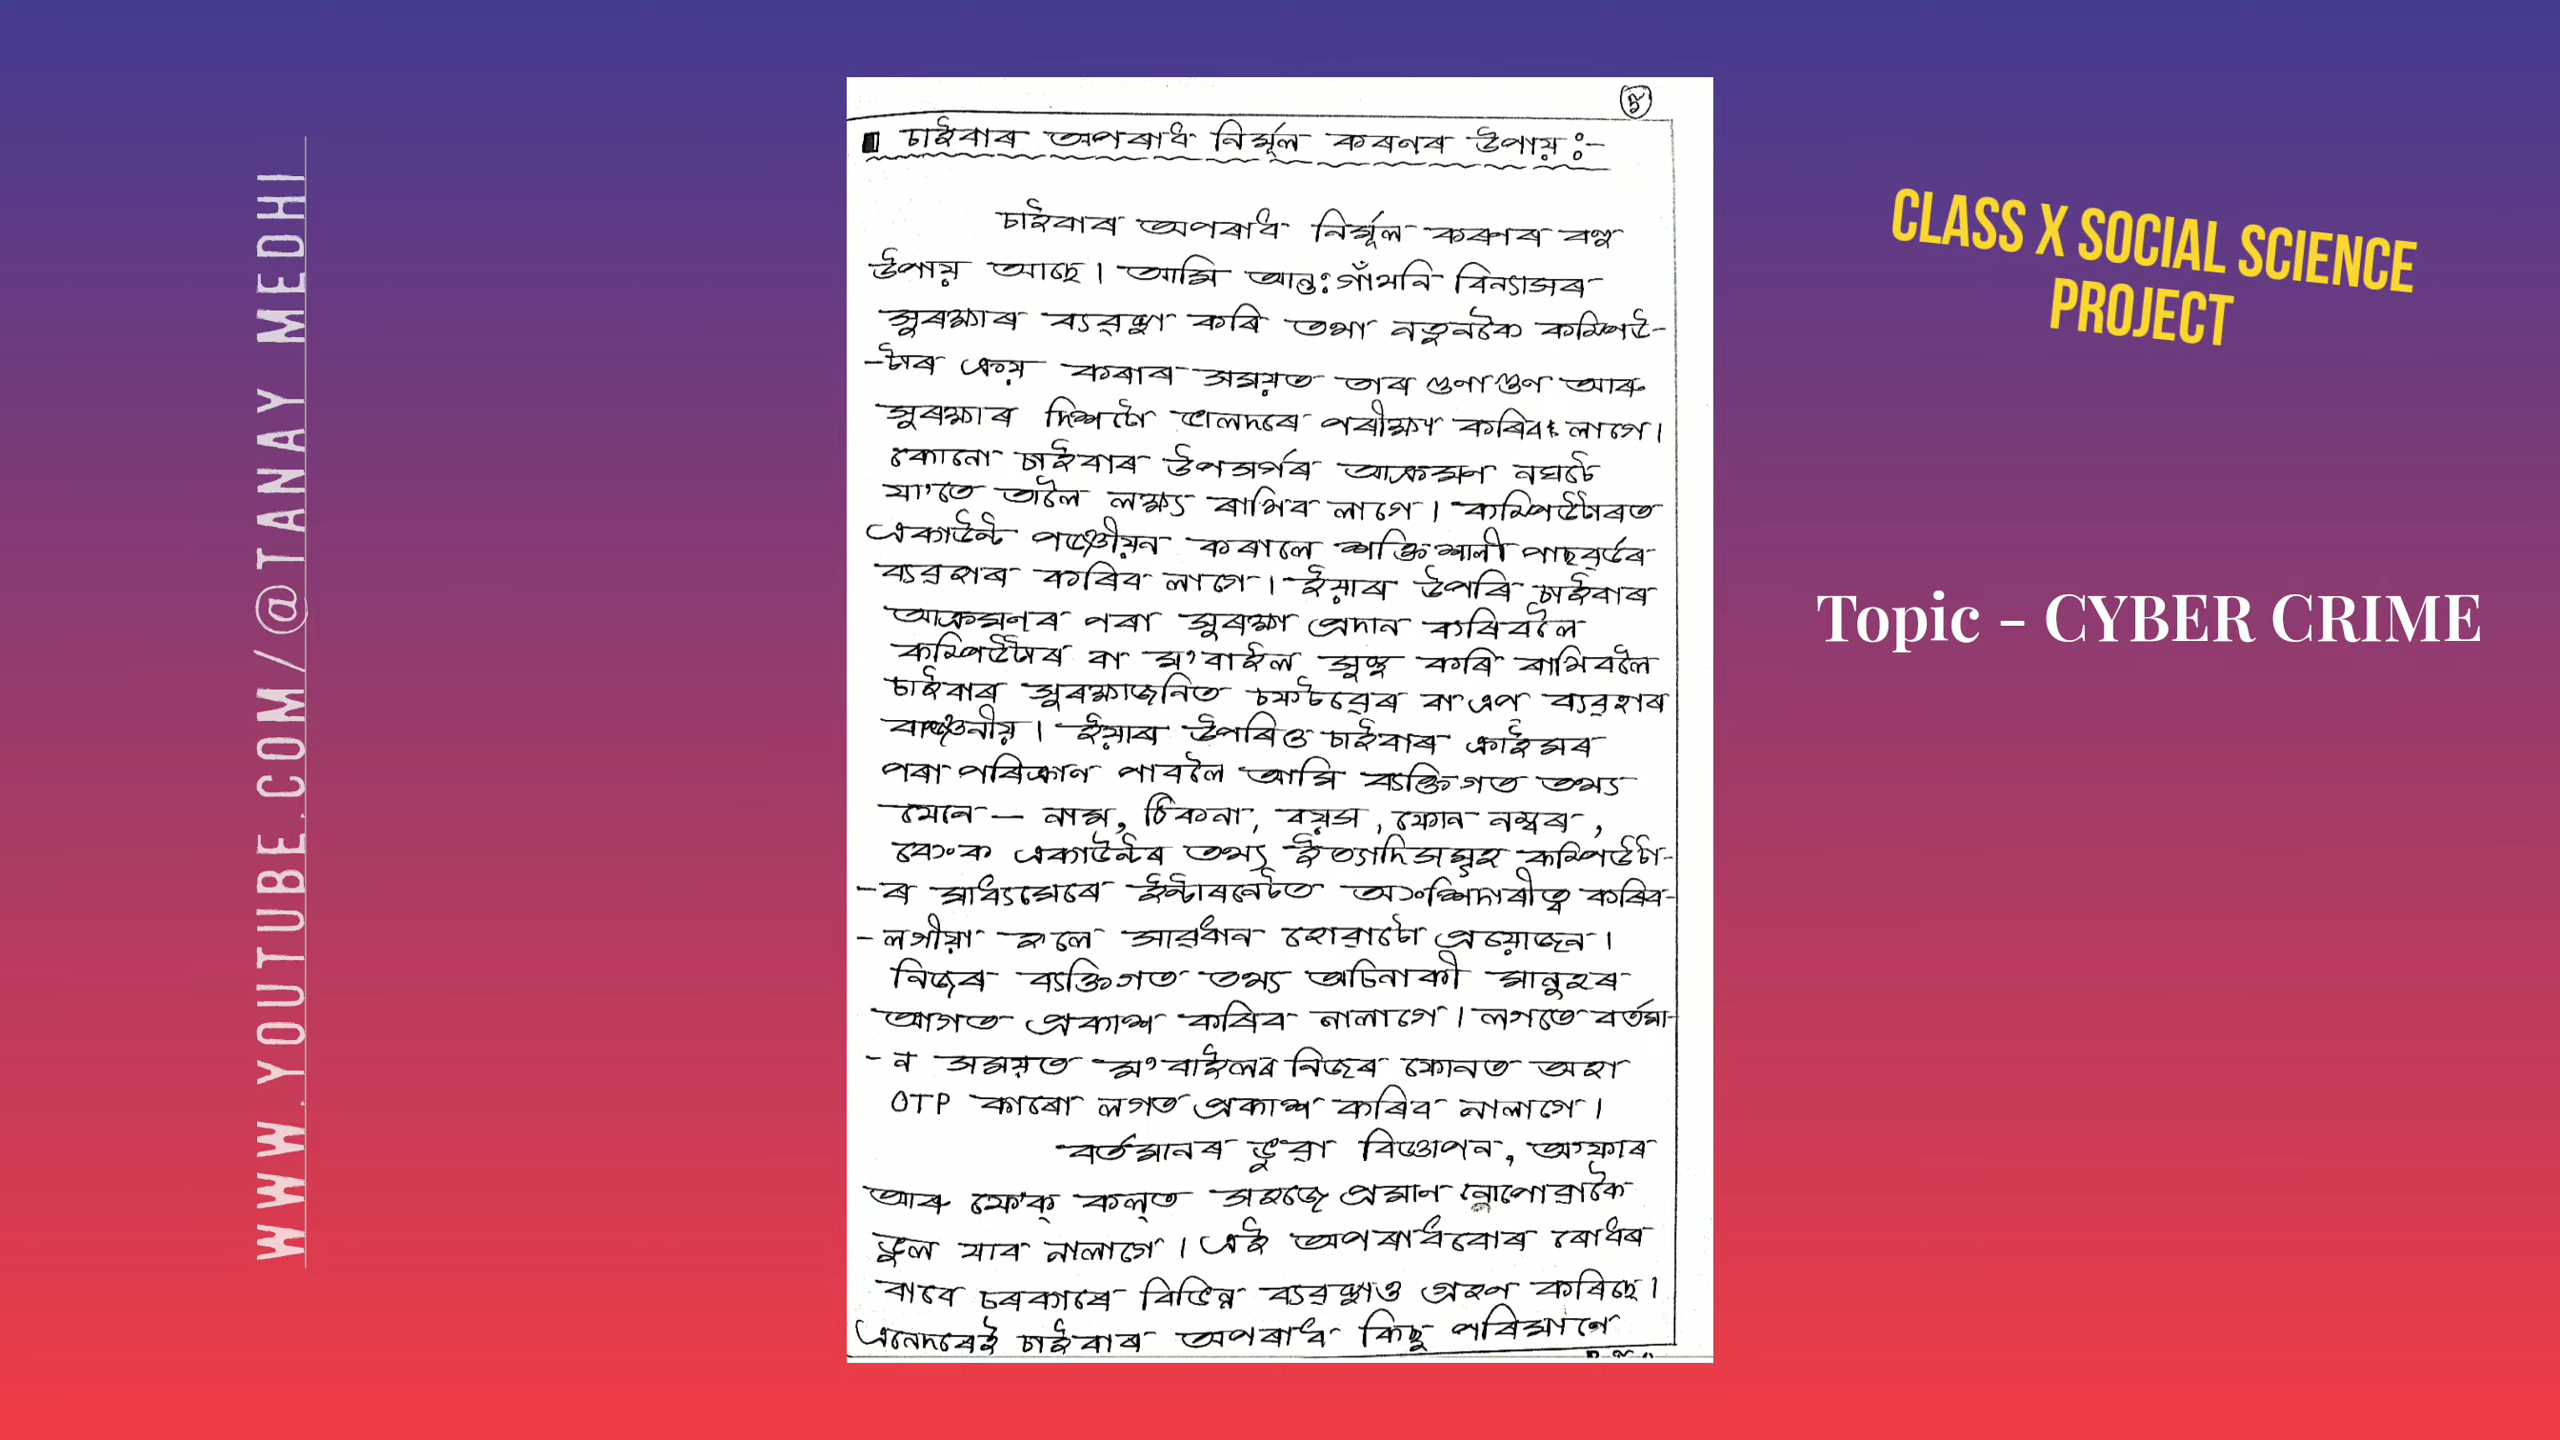 WWW.YOUTUBE.COM/@TANAY MEDHI
৮
চাইবাৰ অপৰাধ নিৰ্মূল কৰণৰ উপায়ঃ-
চাইবাৰ অপৰাধ নিৰ্মূল কৰাৰ বহু
উপায় আছে। আমি আন্তঃগাঁথনি বিন্যাসৰ
সুৰক্ষাৰ ব্যৱস্থা কৰি তথা নতুনকৈ কম্পিউ-
-টাৰ ক্ৰয় কৰাৰ সময়ত তাৰ গুণাগুণ আৰু
সুৰক্ষাৰ দিশটো ভালদৰে পৰীক্ষা কৰিব লাগে।
কোনো চাইবাৰ উপসৰ্গৰ আক্ৰমণ নঘটে
যা'তে তালৈ লক্ষ্য ৰাখিব লাগে। কম্পিউটাৰত
একাউন্ট পঞ্জীয়ন কৰালে শক্তিশালী পাছৱৰ্ডৰ
ব্যৱহাৰ কৰিব লাগে। ইয়াৰ উপৰি চাইবাৰ
আক্ৰমণৰ পৰা সুৰক্ষা প্ৰদান কৰিবলৈ
কম্পিউটাৰ বা ম'বাইল সুস্থ কৰি ৰাখিবলৈ
চাইবাৰ সুৰক্ষাজনিত চফটৱেৰ বা এপ ব্যৱহাৰ
বাঞ্ছনীয়। ইয়াৰ উপৰিও চাইবাৰ ক্ৰাইমৰ
পৰা পৰিত্ৰাণ পাবলৈ আমি ব্যক্তিগত তথ্য
যেনে — নাম, ঠিকনা, বয়স, ফোন নম্বৰ,
বেংক একাউন্টৰ তথ্য ইত্যাদিসমূহ কম্পিউটা-
-ৰ মাধ্যমেৰে ইন্টাৰনেটত অংশিদাৰীত্ব কৰিব-
-লগীয়া হলে সাৱধান হোৱাটো প্ৰয়োজন।
নিজৰ ব্যক্তিগত তথ্য অচিনাকী মানুহৰ
আগত প্ৰকাশ কৰিব নালাগে। লগতে বৰ্তমা-
-ন সময়ত ম'বাইলৰ নিজৰ ফোনত অহা
OTP কাৰো লগত প্ৰকাশ কৰিব নালাগে।
বৰ্তমানৰ ভুৱা বিজ্ঞাপন, অ'ফাৰ
আৰু ফে'ক্ কল্‌ত সহজে প্ৰমাণ নোপোৱাকৈ
ভুল যাব নালাগে। এই অপৰাধবোৰ ৰোধৰ
বাবে চৰকাৰে বিভিন্ন ব্যৱস্থাও গ্ৰহণ কৰিছে।
এনেদৰেই চাইবাৰ অপৰাধ কিছু পৰিমাণে
CLASS X SOCIAL SCIENCE
PROJECT
Topic - CYBER CRIME